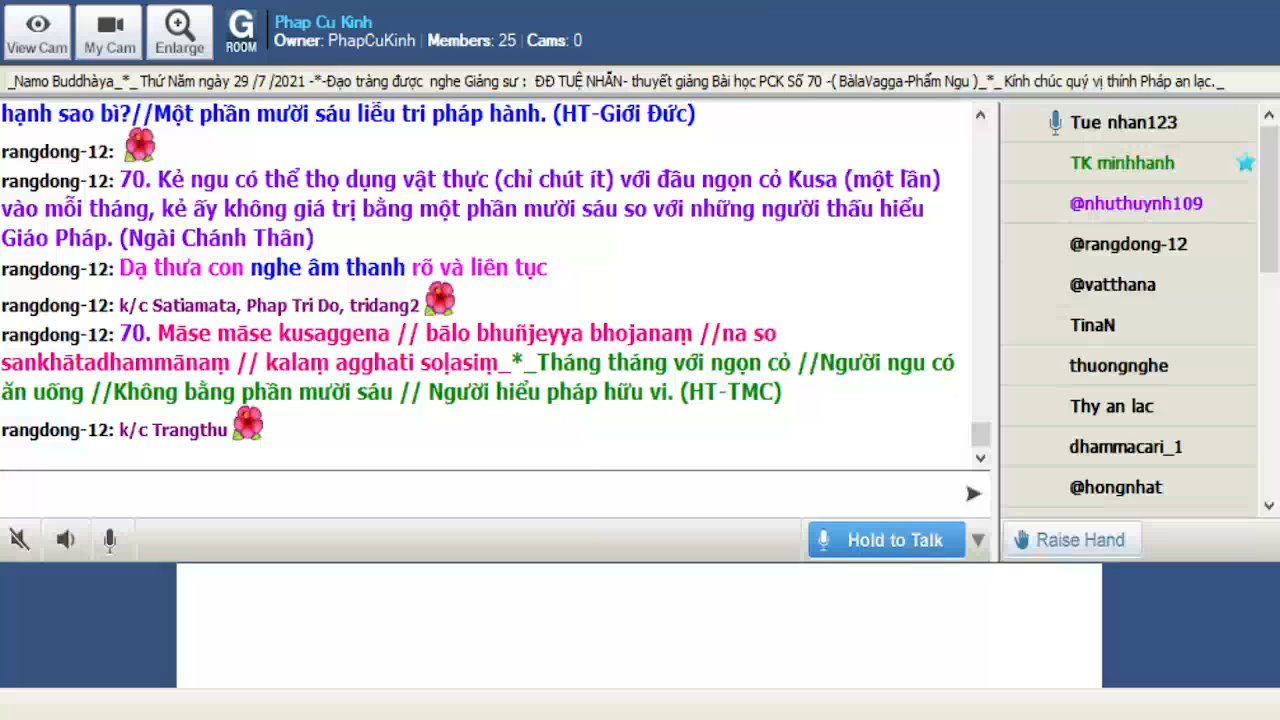 Phap Cu Kinh
Owner: PhapCuKinh | Members: 25 | Cams: 0
View Cam
My Cam
Enlarge
G
ROOM
_Namo Buddhàya_*_ Thứ Năm ngày 29 /7 /2021 -*-Đạo tràng được nghe Giảng sư : ĐĐ TUỆ NHẪN- thuyết giảng Bài học PCK Số 70 -( BàlaVagga-Phẩm Ngu )_*_ Kính chúc quý vị thính Pháp an lạc._
hạnh sao bì?//Một phần mười sáu liễu tri pháp hành. (HT-Giới Đức)
rangdong-12:
rangdong-12: 70. Kẻ ngu có thể thọ dụng vật thực (chỉ chút ít) với đầu ngọn cỏ Kusa (một lần)
vào mỗi tháng, kẻ ấy không giá trị bằng một phần mười sáu so với những người thấu hiểu
Giáo Pháp. (Ngài Chánh Thân)
rangdong-12: Dạ thưa con nghe âm thanh rõ và liên tục
rangdong-12: k/c Satiamata, Phap Tri Do, tridang2
rangdong-12: 70. Māse māse kusaggena // bālo bhuñjeyya bhojanaṃ //na so
sankhātadhammānaṃ // kalaṃ agghati soḷasiṃ_*_Tháng tháng với ngọn cỏ //Người ngu có
ăn uống //Không bằng phần mười sáu // Người hiểu pháp hữu vi. (HT-TMC)
rangdong-12: k/c Trangthu
Tue nhan123
TK minhhanh
@nhuthuynh109
@rangdong-12
@vatthana
TinaN
thuongnghe
Thy an lac
dhammacari_1
@hongnhat
Hold to Talk
Raise Hand